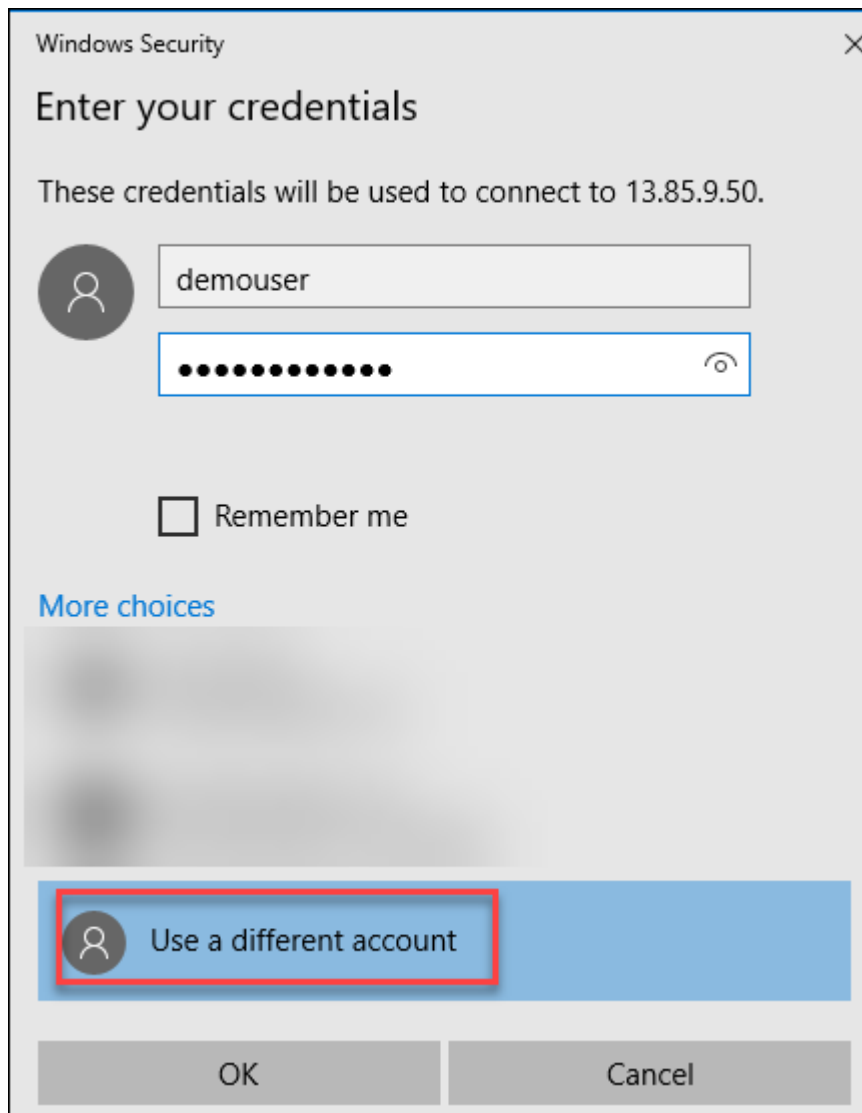 Windows Security
Enter your credentials
These credentials will be used to connect to 13.85.9.50.
demouser
●●●●●●●●●●●●
Remember me
More choices
Use a different account
OK
Cancel